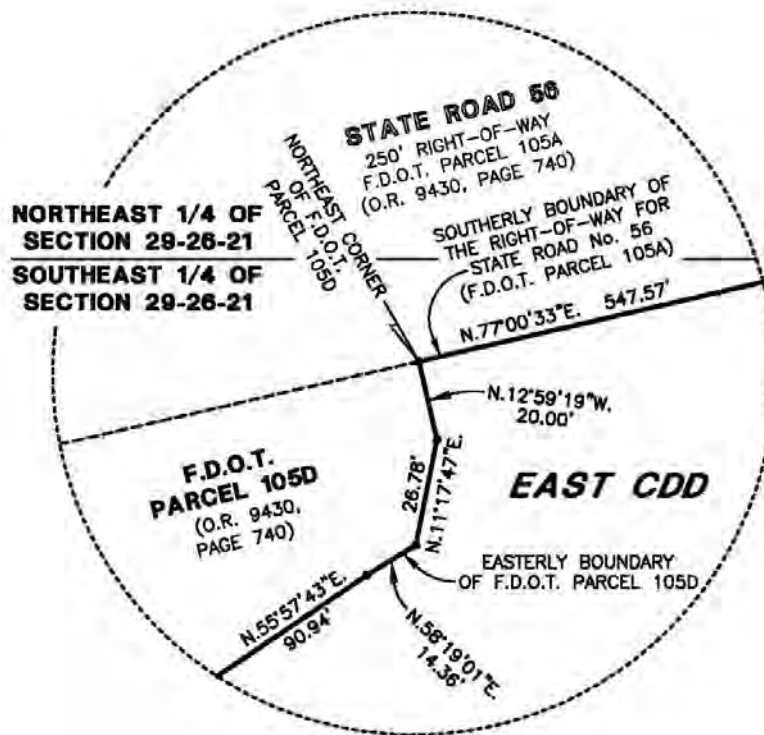 STATE ROAD 56
250' RIGHT-OF-WAY
F.D.O.T. PARCEL 105A
(O.R. 9430, PAGE 740)
NORTHEAST CORNER
OF F.D.O.T.
PARCEL 105D
NORTHEAST 1/4 OF
SECTION 29-26-21
SOUTHEAST 1/4 OF
SECTION 29-26-21
SOUTHERLY BOUNDARY OF
THE RIGHT-OF-WAY FOR
STATE ROAD No. 56
(F.D.O.T. PARCEL 105A)
N.77°00'33"E. 547.57'
N.12°59'19"W.
20.00'
F.D.O.T.
PARCEL 105D
(O.R. 9430,
PAGE 740)
26.78'
N.11°17'47"E.
EAST CDD
EASTERLY BOUNDARY
OF F.D.O.T. PARCEL 105D
N.55°57'43"E.
90.94'
N.58°19'01"E.
14.36'